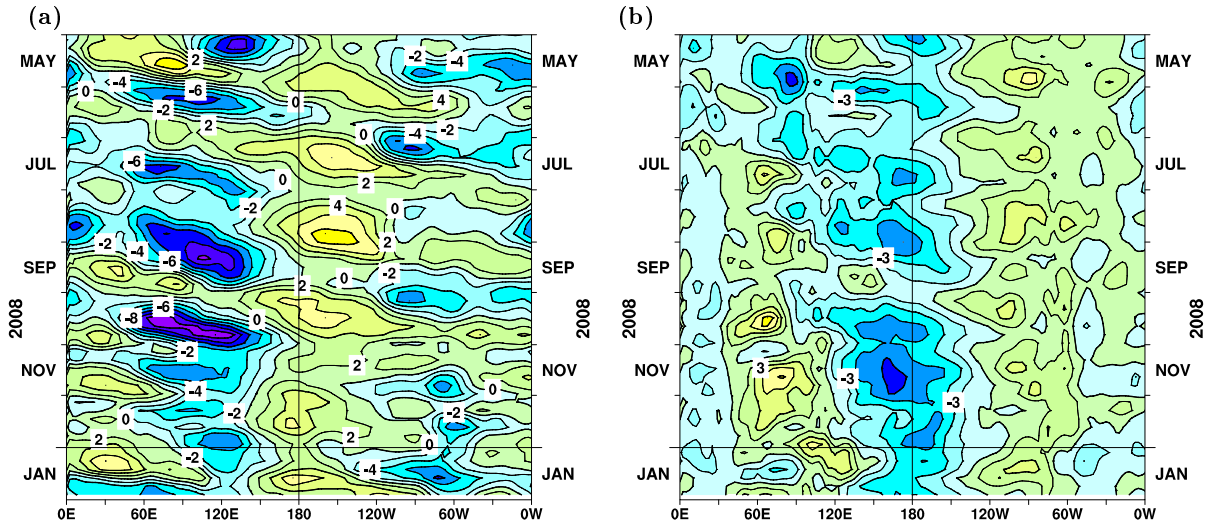 (a) (b)
MAY MAY MAY MAY
JUL JUL JUL JUL
SEP SEP SEP SEP
2008 2008 2008 2008
NOV NOV NOV NOV
JAN JAN JAN JAN
0E 60E 120E 180 120W 60W 0W 0E 60E 120E 180 120W 60W 0W
2 -2 -4
-4 -6 0 0 4 -3
-2 2 0 -4 -2
-6 0 2
-2 4 0
-2 -4 -6 2 -3
2 0 -2
-6 -8 0
-2 2 3
-4 0 -3 -3
0 -2 -2
2 2 0
-2 -4 3